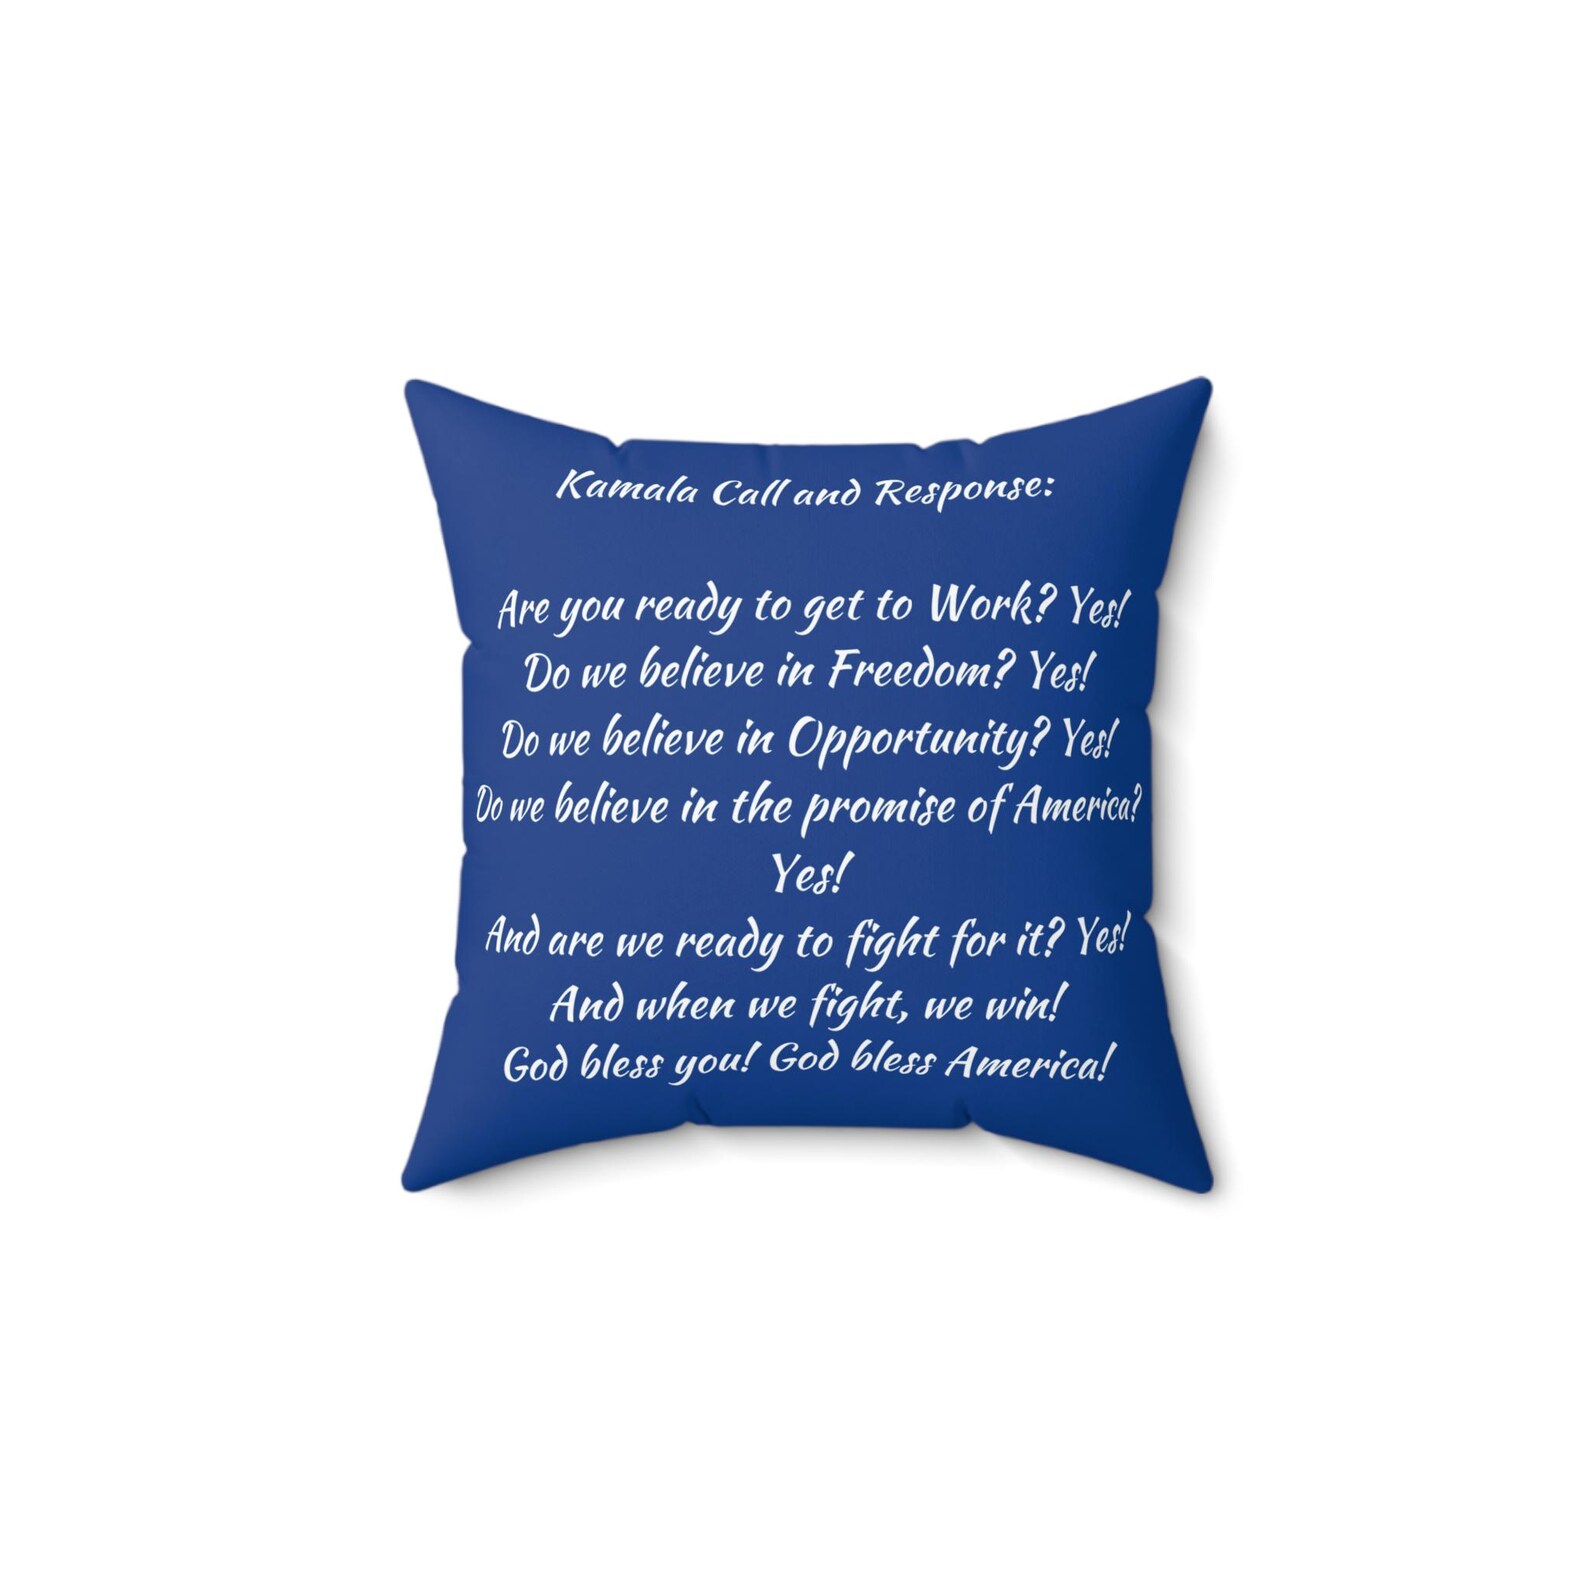 Kamala Call and Response:
Are you ready to get to Work? Yes!
Do we believe in Freedom? Yes!
Do we believe in Opportunity? Yes!
Do we believe in the promise of America?
Yes!
And are we ready to fight for it? Yes!
And when we fight, we win!
God bless you! God bless America!